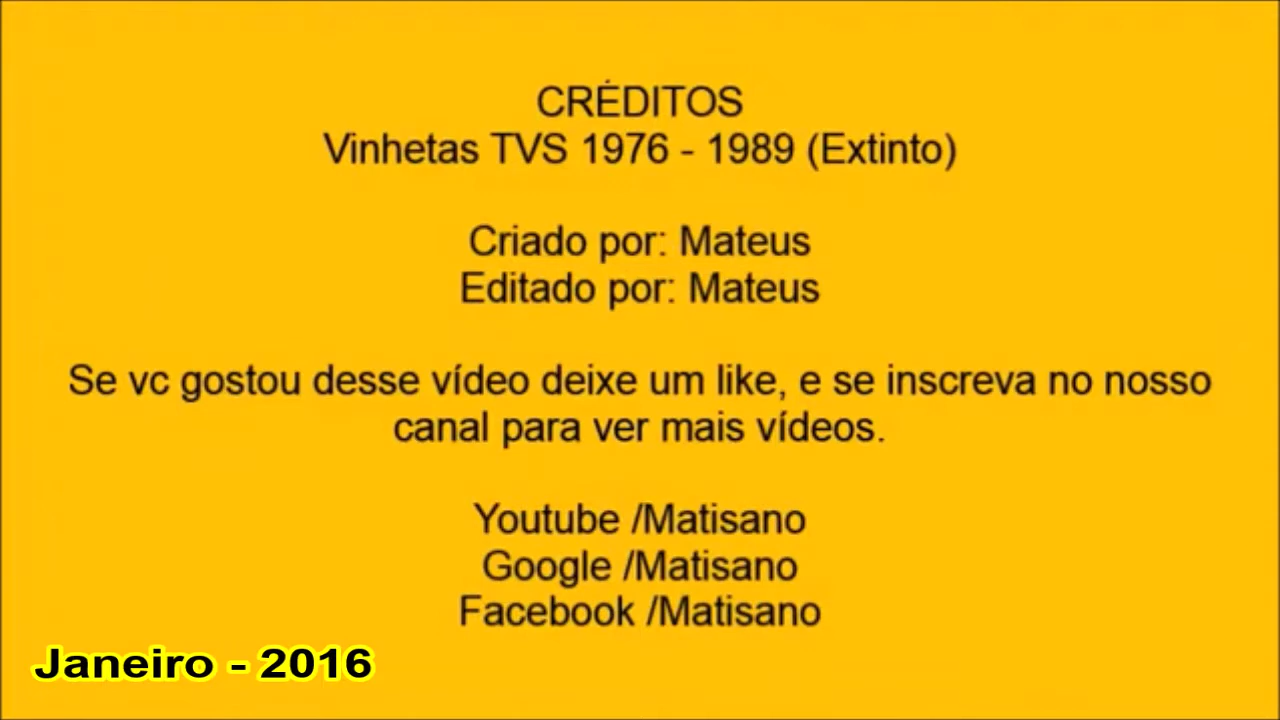 CRÉDITOS
Vinhetas TVS 1976 - 1989 (Extinto)
Criado por: Mateus
Editado por: Mateus
Se vc gostou desse vídeo deixe um like, e se inscreva no nosso
canal para ver mais vídeos.
Youtube /Matisano
Google /Matisano
Facebook /Matisano
Janeiro - 2016